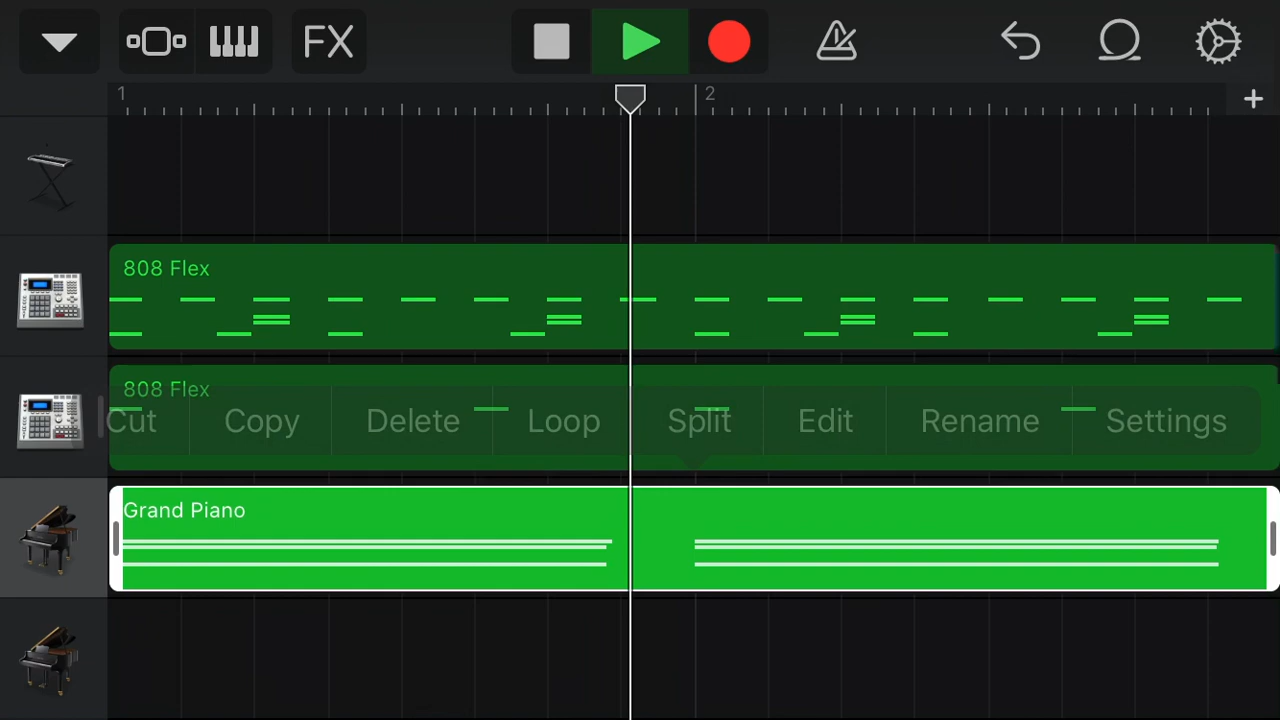 FX
1 2
808 Flex
808 Flex
Cut Copy Delete Loop Split Edit Rename Settings
Grand Piano